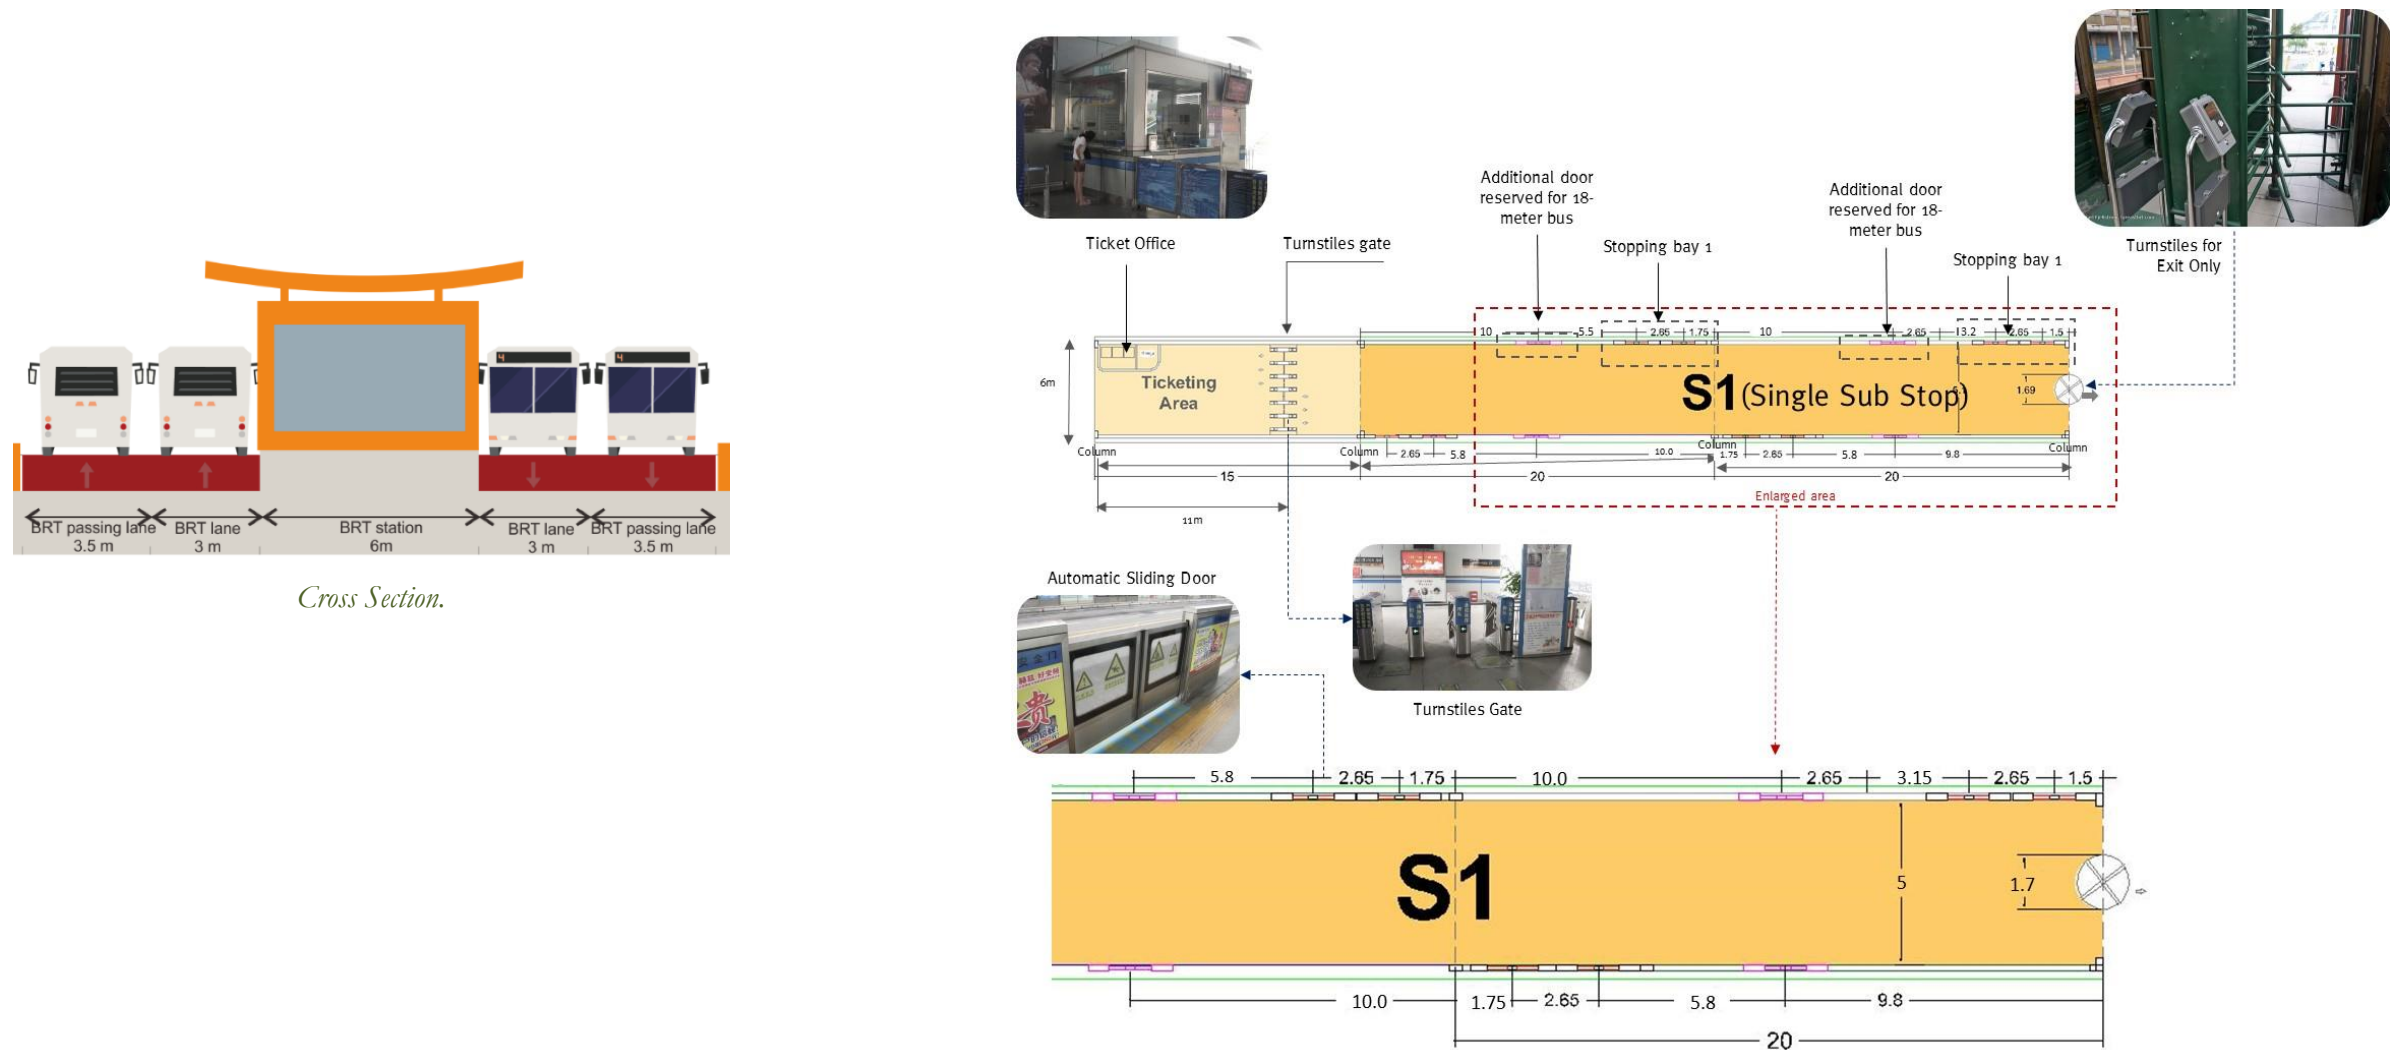 4
4
BRT passing lane
3.5 m
BRT lane
3 m
BRT station
6m
BRT lane
3 m
BRT passing lane
3.5 m
Cross Section.
Ticket Office
Turnstiles gate
Additional door
reserved for 18-
meter bus
Stopping bay 1
Additional door
reserved for 18-
meter bus
Stopping bay 1
Turnstiles for
Exit Only
10
5.5
2.65
1.75
10
2.65
3.2
2.65
1.5
6m
Ticketing
Area
S1 (Single Sub Stop)
1.69
Column
Column
Column
Column
2.65
5.8
10.0
1.75
2.65
5.8
9.8
15
20
20
11m
Enlarged area
Automatic Sliding Door
Turnstiles Gate
5.8
2.65
1.75
10.0
2.65
3.15
2.65
1.5
S1
5
1.7
10.0
1.75
2.65
5.8
9.8
20